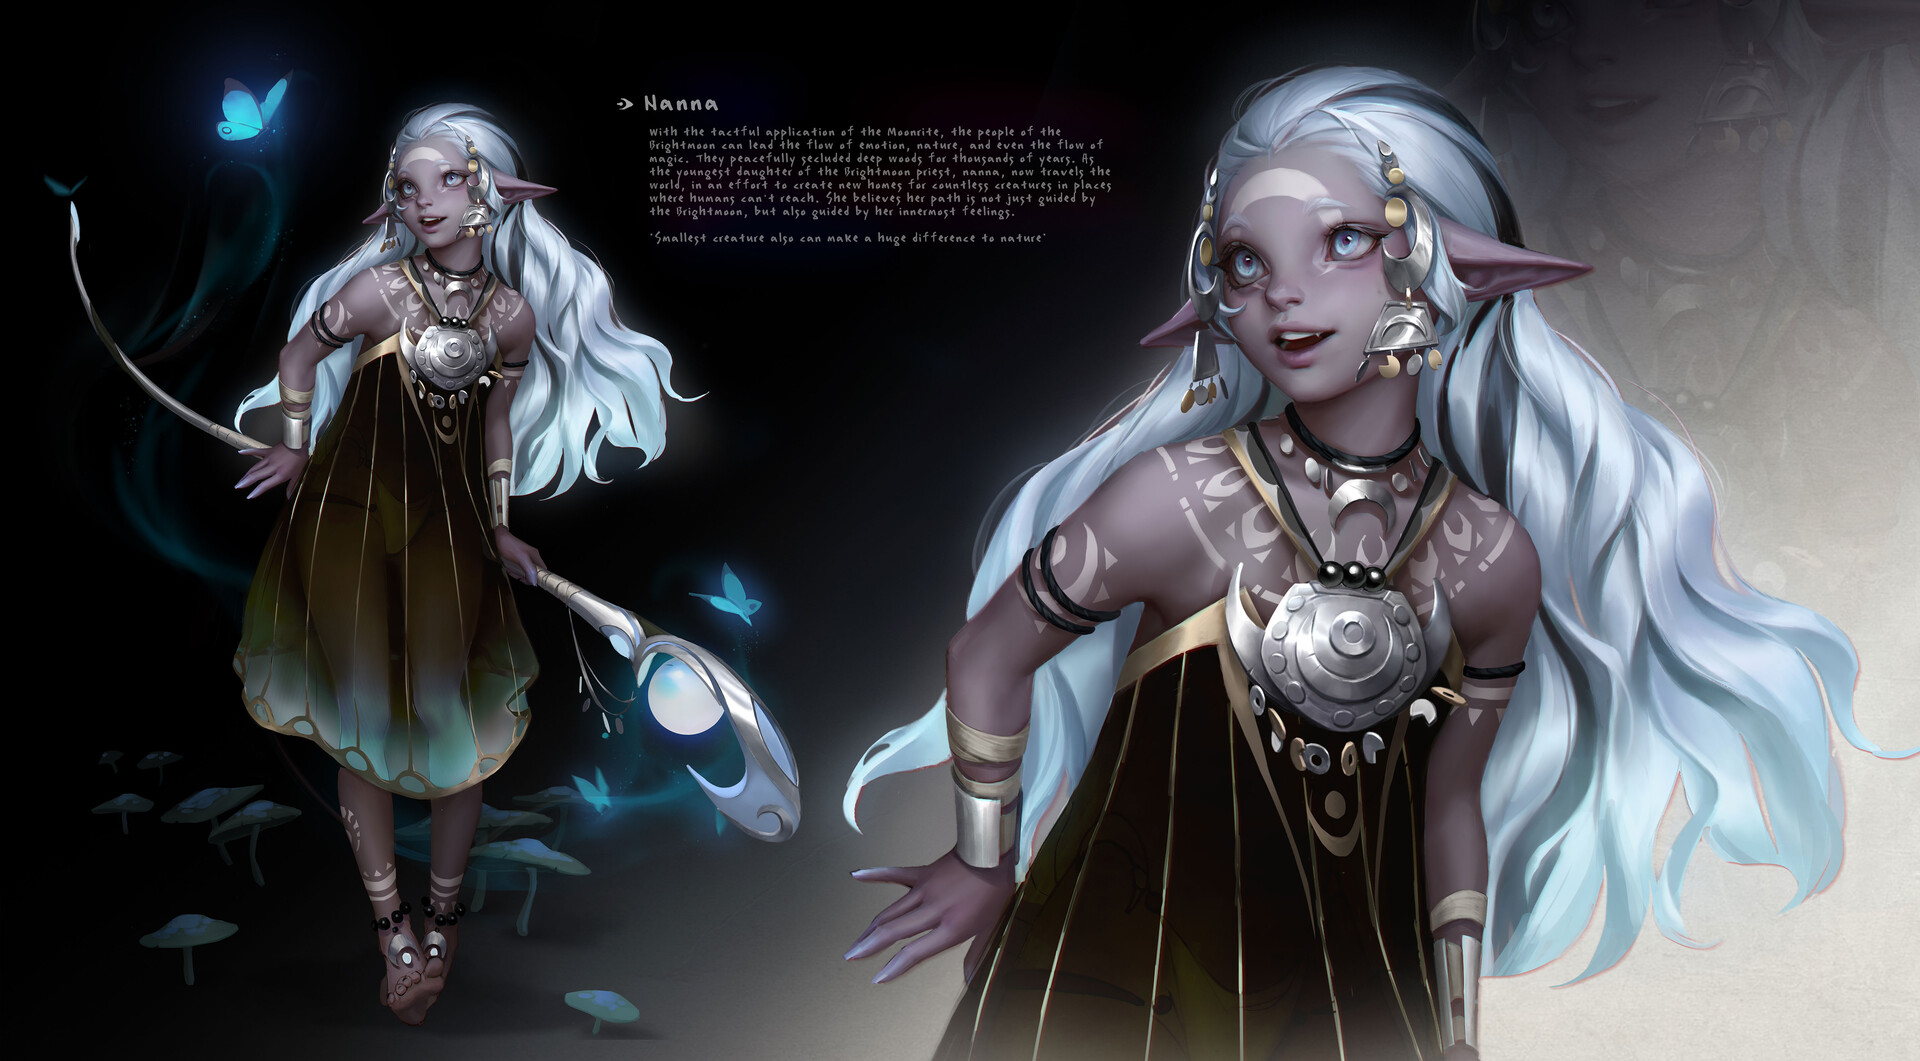 Nanna
With the tactful application of the Moonrite, the people of the
Brightmoon can lead the flow of emotion, nature, and even the flow of
magic. They peacefully secluded deep woods for thousands of years. As
the youngest daughter of the Brightmoon priest, nanna, now travels the
world, in an effort to create new homes for countless creatures in places
where humans can't reach. She believes her path is not just guided by
the Brightmoon, but also guided by her innermost feelings.
'Smallest creature also can make a huge difference to nature'